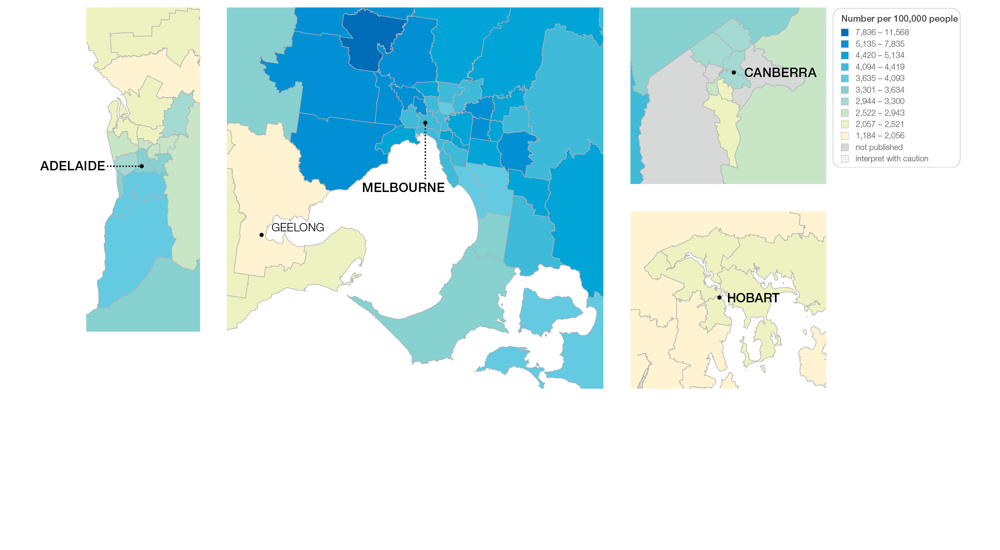 ADELAIDE
MELBOURNE
GEELONG
CANBERRA
HOBART
Number per 100,000 people
7,836 – 11,568
5,135 – 7,835
4,420 – 5,134
4,094 – 4,419
3,635 – 4,093
3,301 – 3,634
2,944 – 3,300
2,522 – 2,943
2,057 – 2,521
1,184 – 2,056
not published
interpret with caution